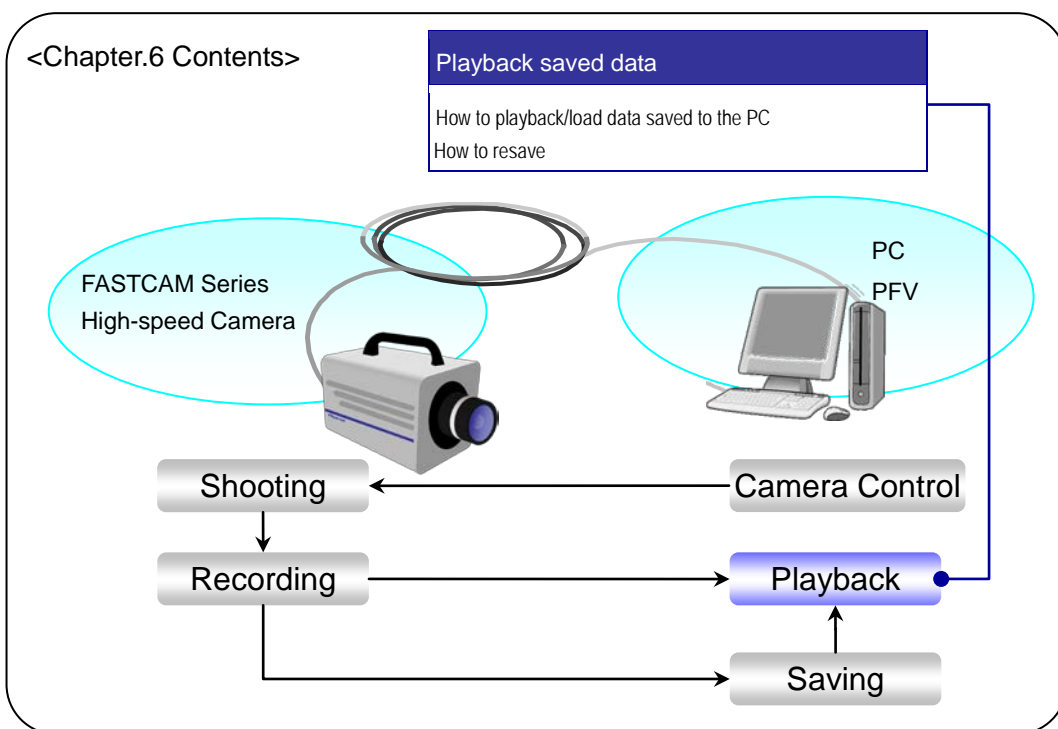 <Chapter.6 Contents>
Playback saved data
How to playback/load data saved to the PC
How to resave
FASTCAM Series
High-speed Camera
PC
PFV
Shooting
Camera Control
Recording
Playback
Saving